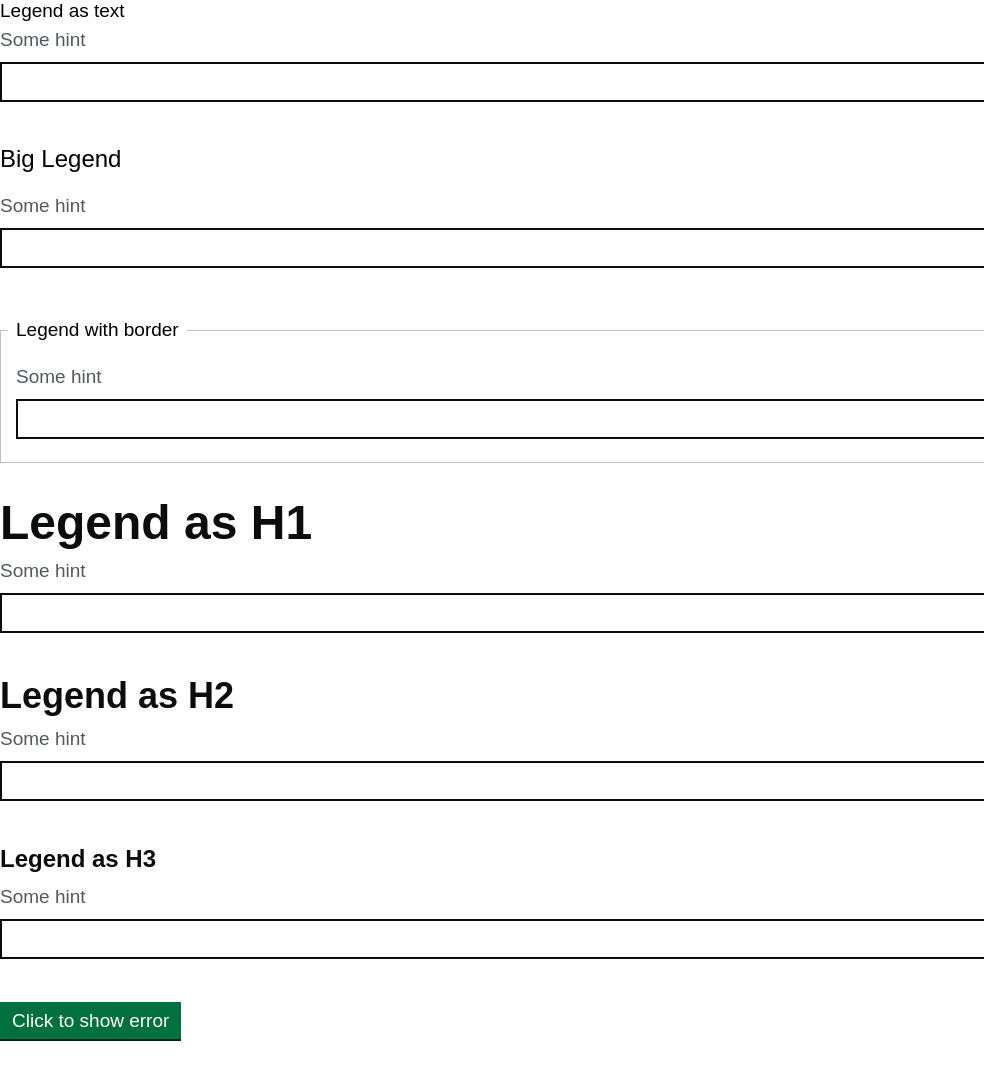 Legend as text
Some hint
Big Legend
Some hint
Legend with border
Some hint
Legend as H1
Some hint
Legend as H2
Some hint
Legend as H3
Some hint
Click to show error